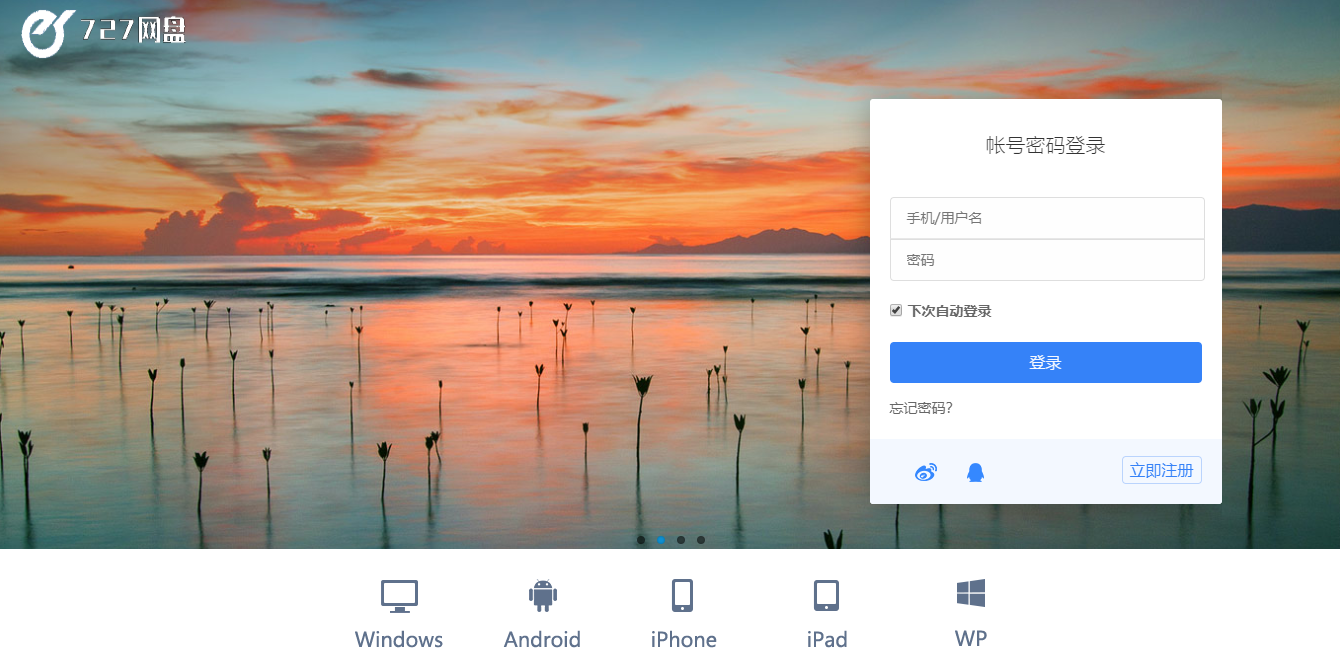 727网盘
帐号密码登录
手机/用户名
密码
下次自动登录
登录
忘记密码?
立即注册
Windows Android iPhone iPad WP